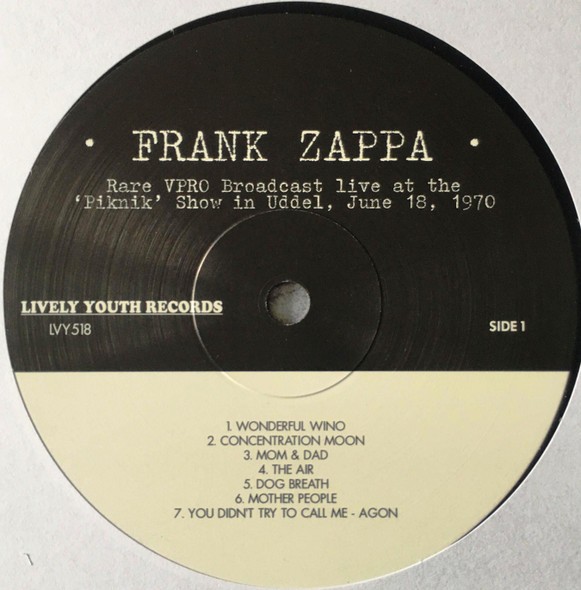 • FRANK ZAPPA •
Rare VPRO Broadcast live at the
‘Piknik’ Show in Uddel, June 18, 1970
LIVELY YOUTH RECORDS
LVY518
SIDE 1
1. WONDERFUL WINO
2. CONCENTRATION MOON
3. MOM & DAD
4. THE AIR
5. DOG BREATH
6. MOTHER PEOPLE
7. YOU DIDN'T TRY TO CALL ME - AGON